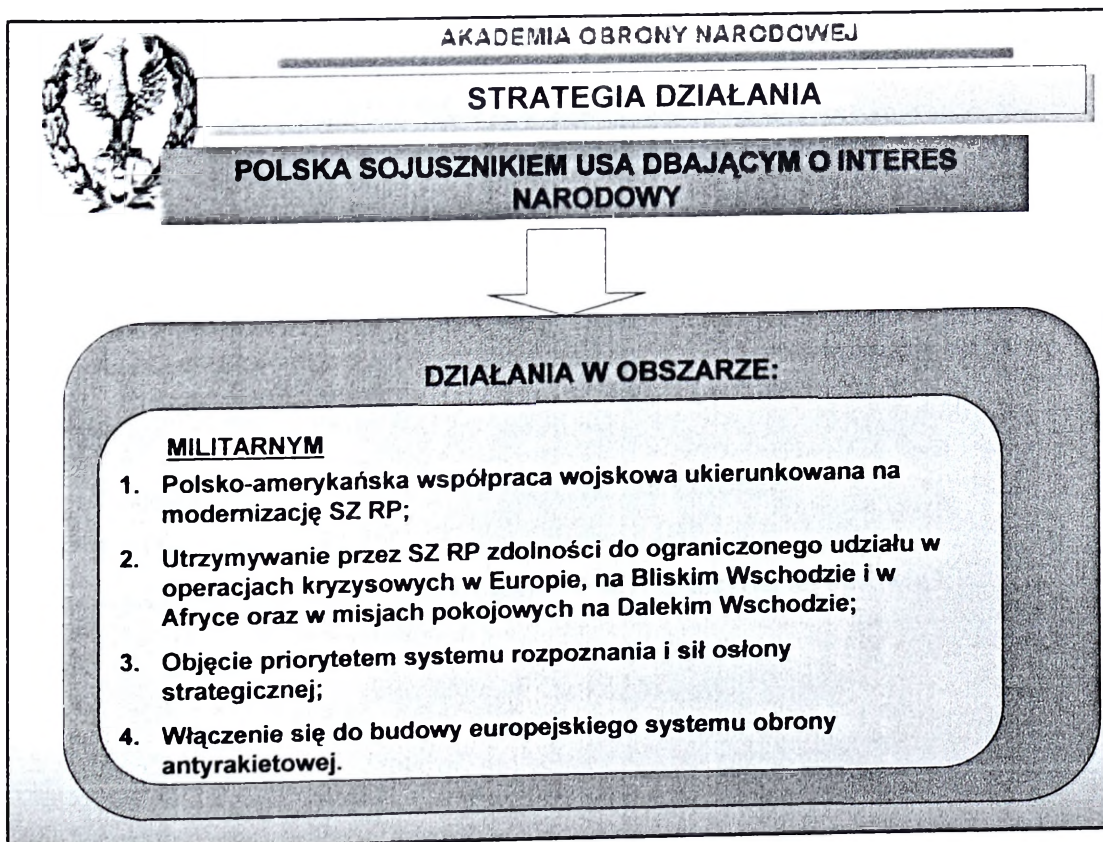 AKADEMIA OBRONY NARODOWEJ
STRATEGIA DZIAŁANIA
POLSKA SOJUSZNIKIEM USA DBAJĄCYM O INTERES
NARODOWY
DZIAŁANIA W OBSZARZE:
MILITARNYM
1. Polsko-amerykańska współpraca wojskowa ukierunkowana na
modernizację SZ RP;
2. Utrzymywanie przez SZ RP zdolności do ograniczonego udziału w
operacjach kryzysowych w Europie, na Bliskim Wschodzie i w
Afryce oraz w misjach pokojowych na Dalekim Wschodzie;
3. Objęcie priorytetem systemu rozpoznania i sił osłony
strategicznej;
4. Włączenie się do budowy europejskiego systemu obrony
antyrakietowej.